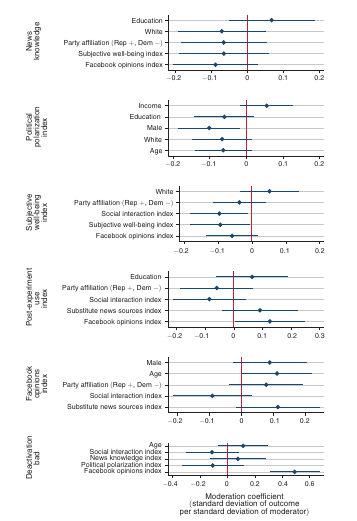 News
knowledge
Education
White
Party affiliation (Rep +, Dem −)
Subjective well-being index
Facebook opinions index
−0.2 −0.1 0 0.1 0.2
Political
polarization
index
Income
Education
Male
White
Age
−0.2 −0.1 0 0.1 0.2
Subjective
well-being
index
White
Party affiliation (Rep +, Dem −)
Social interaction index
Subjective well-being index
Facebook opinions index
−0.2 −0.1 0 0.1 0.2
Post-experiment
use
index
Education
Party affiliation (Rep +, Dem −)
Social interaction index
Substitute news sources index
Facebook opinions index
−0.2 −0.1 0 0.1 0.2 0.3
Facebook
opinions
index
Male
Age
Party affiliation (Rep +, Dem −)
Social interaction index
Substitute news sources index
−0.2 −0.1 0 0.1 0.2
Deactivation
bad
Age
Social interaction index
News knowledge index
Political polarization index
Facebook opinions index
−0.4 −0.2 0 0.2 0.4 0.6
Moderation coefficient
(standard deviation of outcome
per standard deviation of moderator)